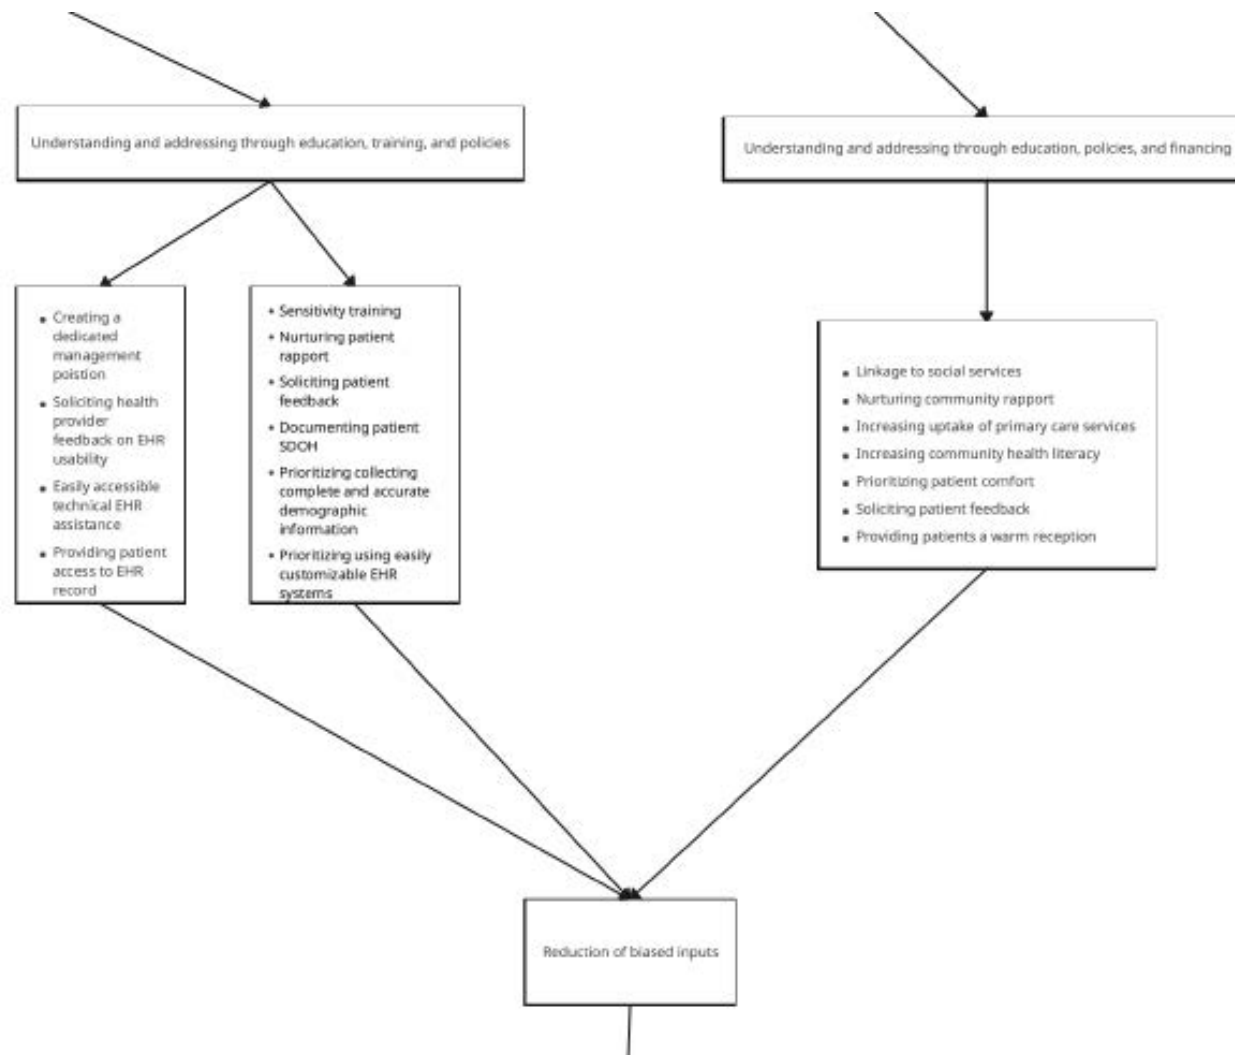 Understanding and addressing through education, training, and policies
Understanding and addressing through education, policies, and financing
• Creating a
dedicated
management
poistion
• Soliciting health
provider
feedback on EHR
usability
• Easily accessible
technical EHR
assistance
• Providing patient
access to EHR
record
• Sensitivity training
• Nurturing patient
rapport
• Soliciting patient
feedback
• Documenting patient
SDOH
• Prioritizing collecting
complete and accurate
demographic
information
• Prioritizing using easily
customizable EHR
systems
• Linkage to social services
• Nurturing community rapport
• Increasing uptake of primary care services
• Increasing community health literacy
• Prioritizing patient comfort
• Soliciting patient feedback
• Providing patients a warm reception
Reduction of biased inputs